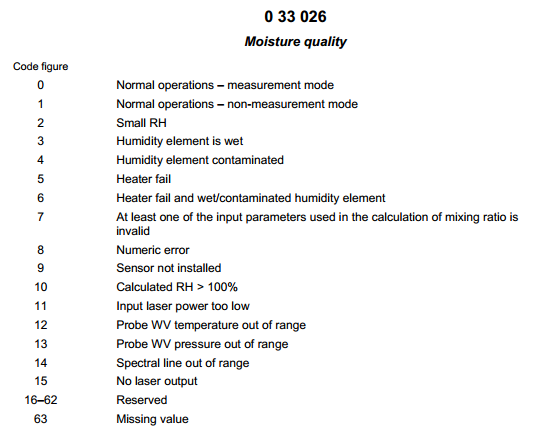 0 33 026
Moisture quality
Code figure
0 Normal operations – measurement mode
1 Normal operations – non-measurement mode
2 Small RH
3 Humidity element is wet
4 Humidity element contaminated
5 Heater fail
6 Heater fail and wet/contaminated humidity element
7 At least one of the input parameters used in the calculation of mixing ratio is
invalid
8 Numeric error
9 Sensor not installed
10 Calculated RH > 100%
11 Input laser power too low
12 Probe WV temperature out of range
13 Probe WV pressure out of range
14 Spectral line out of range
15 No laser output
16–62 Reserved
63 Missing value